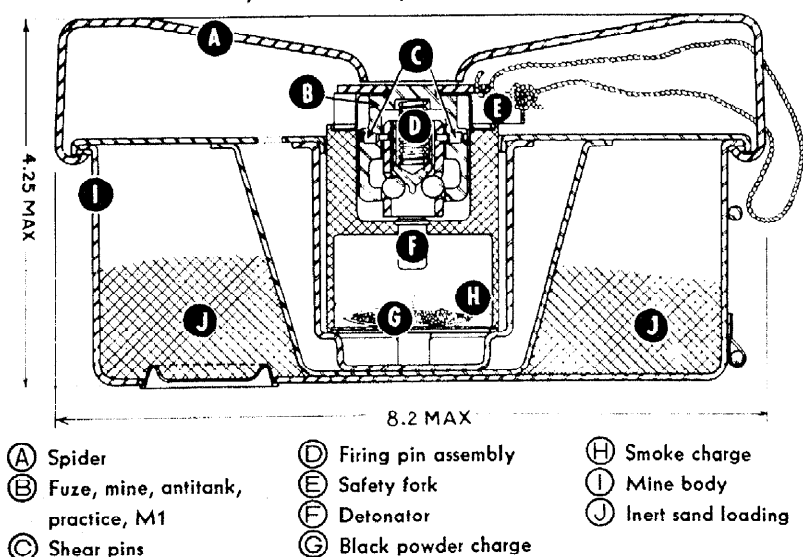 A
C
B
E
D
4.25 MAX
I
F
H
G
J
J
8.2 MAX
A Spider
B Fuze, mine, antitank,
practice, M1
C Shear pins
D Firing pin assembly
E Safety fork
F Detonator
G Black powder charge
H Smoke charge
I Mine body
J Inert sand loading